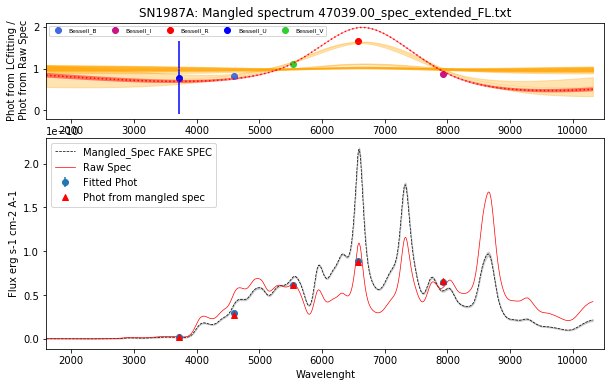 SN1987A: Mangled spectrum 47039.00_spec_extended_FL.txt
Phot from LCfitting /
Phot from Raw Spec
2
1
0
Bessell_B
Bessell_I
Bessell_R
Bessell_U
Bessell_V
2000 3000 4000 5000 6000 7000 8000 9000 10000
Flux erg s-1 cm-2 A-1
2.0
1.5
1.0
0.5
0.0
Mangled_Spec FAKE SPEC
Raw Spec
Fitted Phot
Phot from mangled spec
2000 3000 4000 5000 6000 7000 8000 9000 10000
Wavelenght